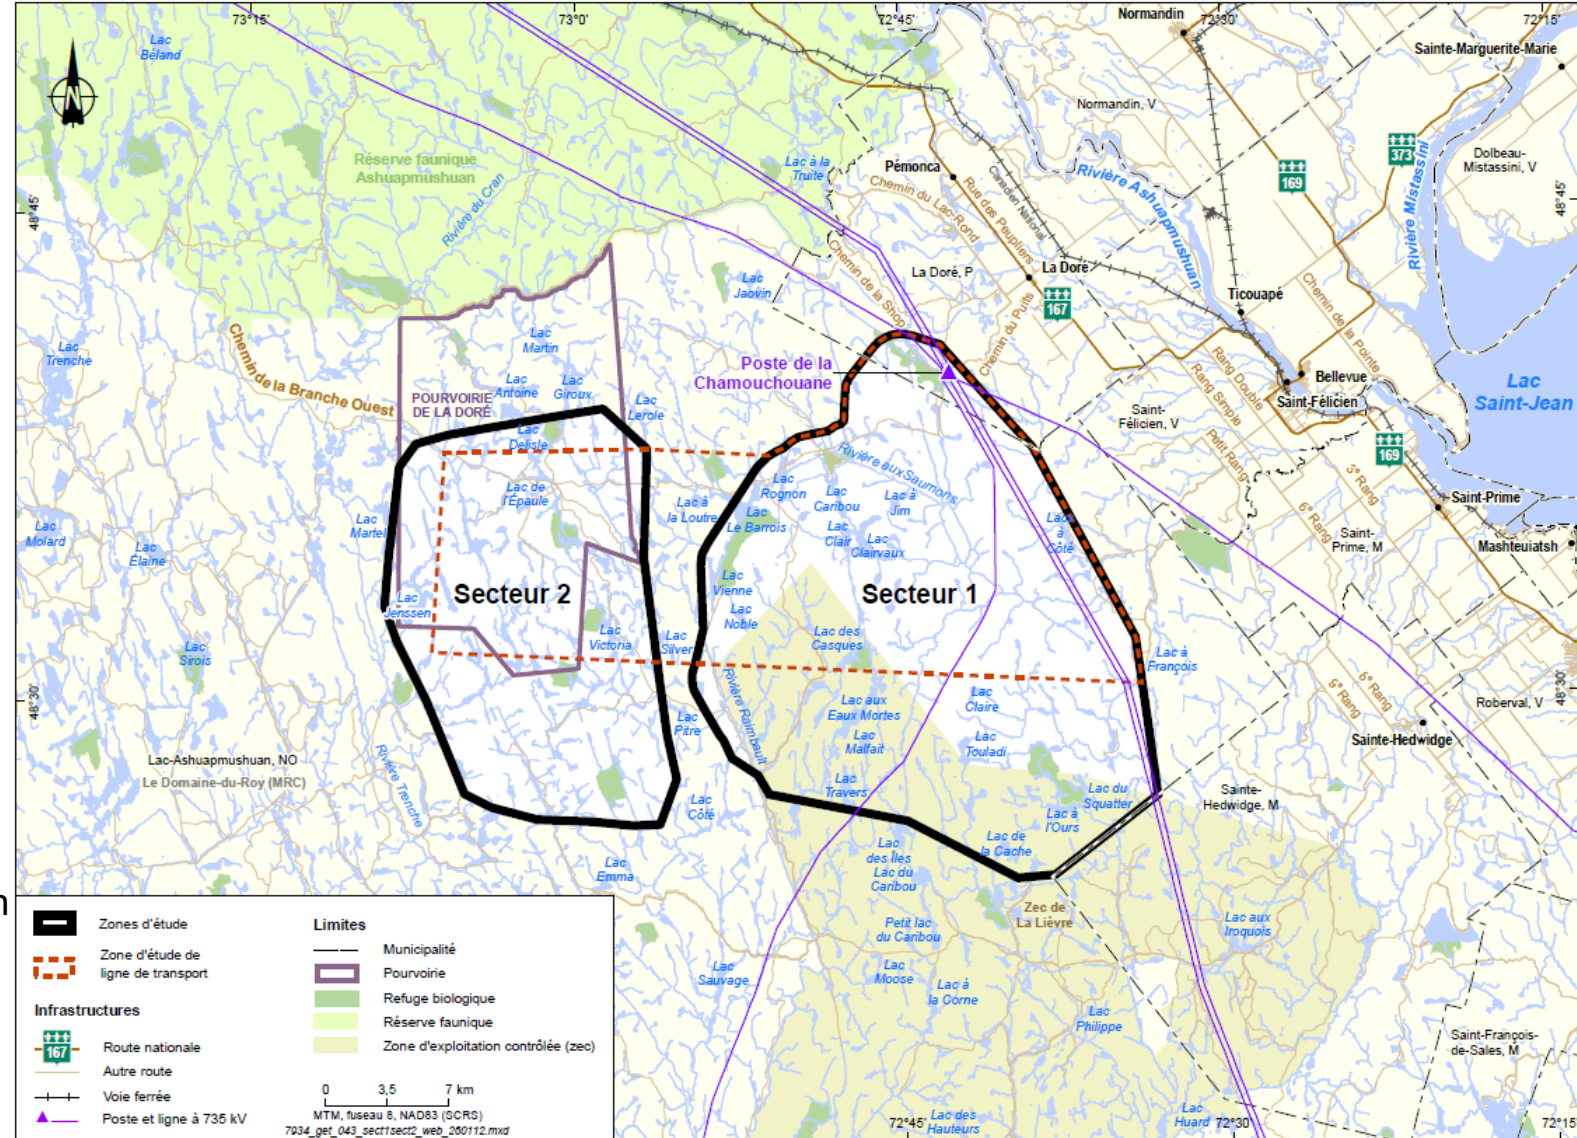 73°15'
73°0'
72°45'
72°30'
72°15'
Normandin
Sainte-Marguerite-Marie
Lac
Béland
N
Normandin, V
373
Dolbeau-
Mistassini, V
Réserve faunique
Ashuapmushuan
Lac à la
Truite
Pémonca
169
Rivière Mistassini
Rivière Ashuapmushuan
Chemin du Lac-Rond
Rue des Peupliers
Canadien National
48°45'
48°45'
Rivière du Cran
Chemin de la Shop
La Doré, P
La Doré
Lac
Jaovin
167
Chemin du Puits
Ticouapé
Chemin de la Pointe
Lac
Trenche
Chemin de la Branche Ouest
Lac
Martin
Lac
Antoine
Lac
Giroux
POURVOIRIE
DE LA DORÉ
Lac
Lerole
Poste de la
Chamouchouane
Rang Double
Rang Simple
Bellevue
Saint-Félicien
Lac
Saint-Jean
Saint-
Félicien, V
Lac
Delisle
Petit Rang
169
3e Rang
Rivière aux Saumons
Lac de
l'Épaule
Lac
Rognon
Lac
Caribou
Lac à
Jim
Lac à
la Loutre
Lac
Le Barrois
Saint-Prime
6e Rang
Lac
Martel
Lac
Molard
Lac
Elaine
Lac
Clair
Lac
Clairvaux
Lac
à
Côté
Saint-
Prime, M
Mashteuiatsh
Secteur 2
Secteur 1
Lac
Vienne
Lac
Jenssen
Lac
Noble
Lac
Victoria
Lac
Silver
Lac des
Casques
Lac
Sirois
Lac à
François
Rivière Raimbault
5e Rang
6e Rang
48°30'
48°30'
Lac
Claire
Lac aux
Eaux Mortes
Lac
Pitre
Roberval, V
Sainte-Hedwidge
Lac
Malfait
Lac
Touladi
Lac-Ashuapmushuan, NO
Le Domaine-du-Roy (MRC)
Rivière Trenche
Lac
Travers
Lac du
Squatter
Sainte-
Hedwidge, M
Lac
Côté
Lac à
l'Ours
Lac de
la Cache
Lac
des Îles
Lac du
Caribou
Lac
Emma
Zec de
La Lièvre
Petit lac
du Caribou
Lac aux
Iroquois
Lac
Sauvage
Lac
Moose
Lac à
la Corne
Lac
Philippe
Saint-François-
de-Sales, M
Lac des
Hauteurs
Lac
Huard
72°45'
72°30'
72°15'
n
Zones d'étude
Zone d'étude de
ligne de transport
Infrastructures
167
Route nationale
Autre route
Voie ferrée
Poste et ligne à 735 kV
Limites
Municipalité
Pourvoirie
Refuge biologique
Réserve faunique
Zone d'exploitation contrôlée (zec)
0 3,5 7 km
MTM, fuseau 8, NAD83 (SCRS)
7934_get_043_sect1sect2_web_260112.mxd